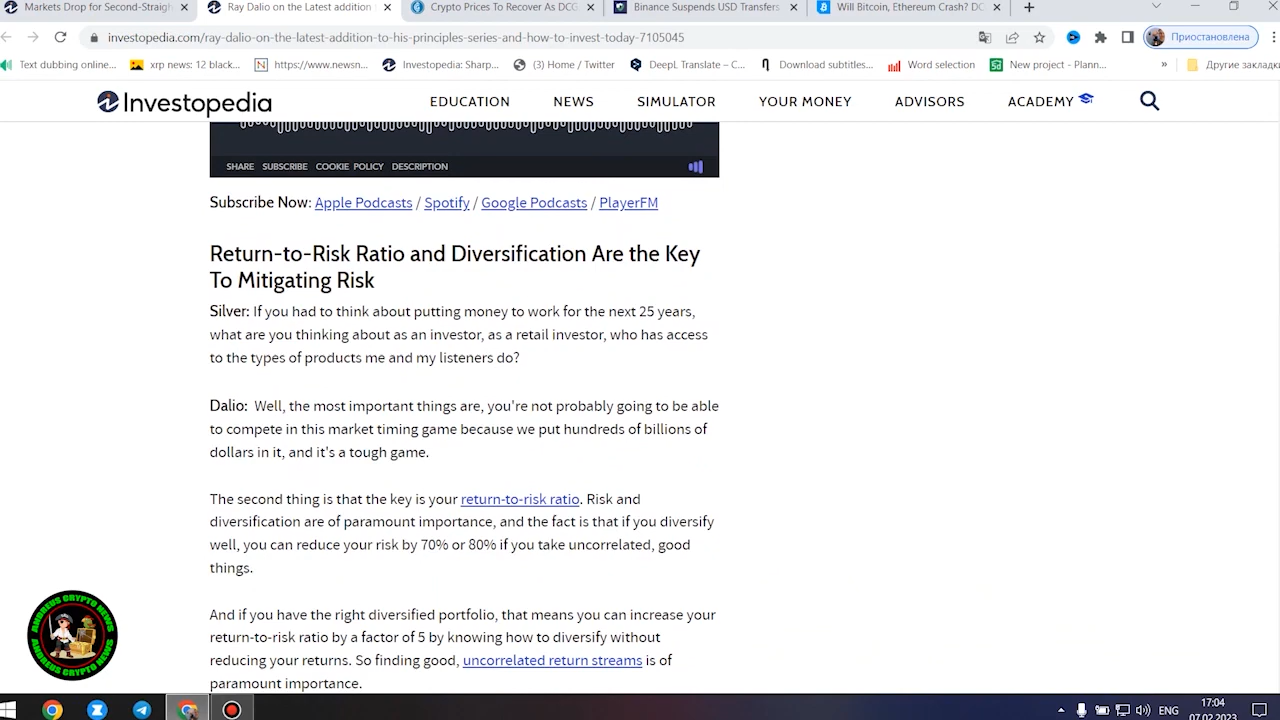 Markets Drop for Second-Straigh
Ray Dalio on the Latest addition
Crypto Prices To Recover As DCG
Binance Suspends USD Transfers
Will Bitcoin, Ethereum Crash? DC
investopedia.com/ray-dalio-on-the-latest-addition-to-his-principles-series-and-how-to-invest-today-7105045
Приостановлена
Text dubbing online...
xrp news: 12 black...
https://www.newsn...
Investopedia: Sharp...
(3) Home / Twitter
DeepL Translate – C...
Download subtitles...
Word selection
New project - Plann...
»
Другие закладки
Investopedia
EDUCATION
NEWS
SIMULATOR
YOUR MONEY
ADVISORS
ACADEMY
SHARE SUBSCRIBE COOKIE POLICY DESCRIPTION
Subscribe Now: Apple Podcasts / Spotify / Google Podcasts / PlayerFM
Return-to-Risk Ratio and Diversification Are the Key
To Mitigating Risk
Silver: If you had to think about putting money to work for the next 25 years,
what are you thinking about as an investor, as a retail investor, who has access
to the types of products me and my listeners do?
Dalio: Well, the most important things are, you're not probably going to be able
to compete in this market timing game because we put hundreds of billions of
dollars in it, and it's a tough game.
The second thing is that the key is your return-to-risk ratio. Risk and
diversification are of paramount importance, and the fact is that if you diversify
well, you can reduce your risk by 70% or 80% if you take uncorrelated, good
things.
And if you have the right diversified portfolio, that means you can increase your
return-to-risk ratio by a factor of 5 by knowing how to diversify without
reducing your returns. So finding good, uncorrelated return streams is of
paramount importance.
ANDREUS CRYPTO NEWS
ANDREUS CRYPTO NEWS
ENG
17:04
07.02.2023